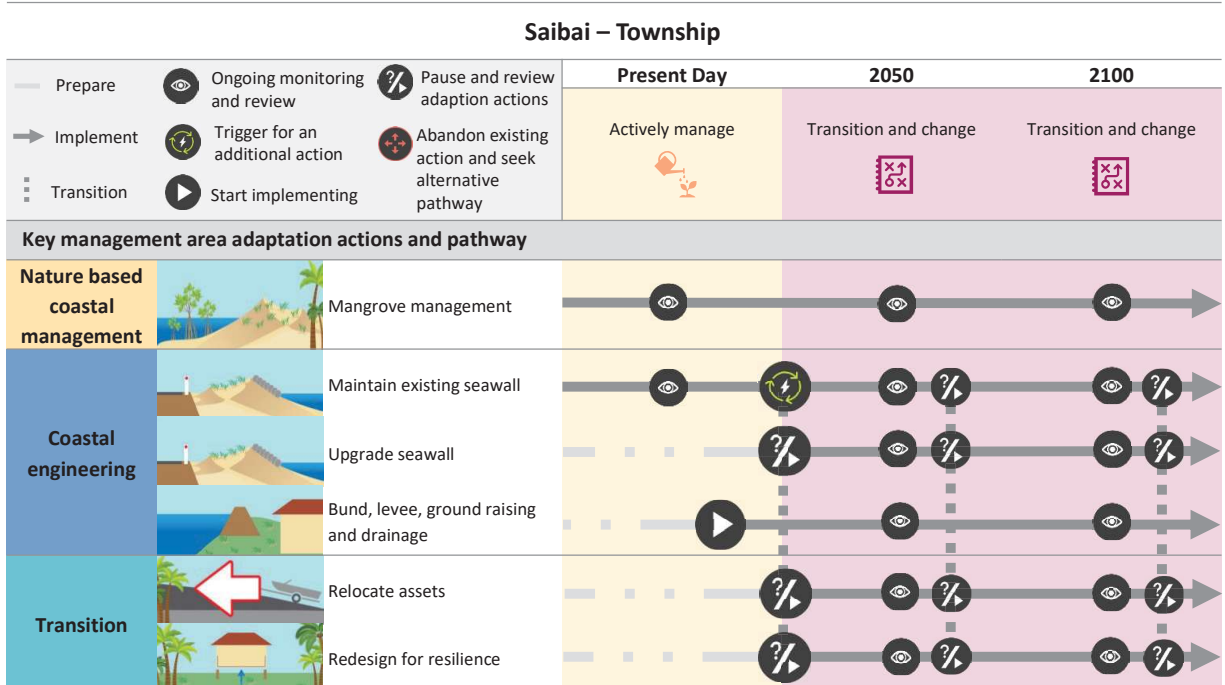 Saibai – Township
Prepare
Ongoing monitoring
and review
Pause and review
adaption actions
Implement
Trigger for an
additional action
Abandon existing
action and seek
alternative
pathway
Transition
Start implementing
Present Day
2050
2100
Actively manage
Transition and change
Transition and change
Key management area adaptation actions and pathway
Nature based
coastal
management
Mangrove management
Coastal
engineering
Maintain existing seawall
Upgrade seawall
Bund, levee, ground raising
and drainage
Transition
Relocate assets
Redesign for resilience